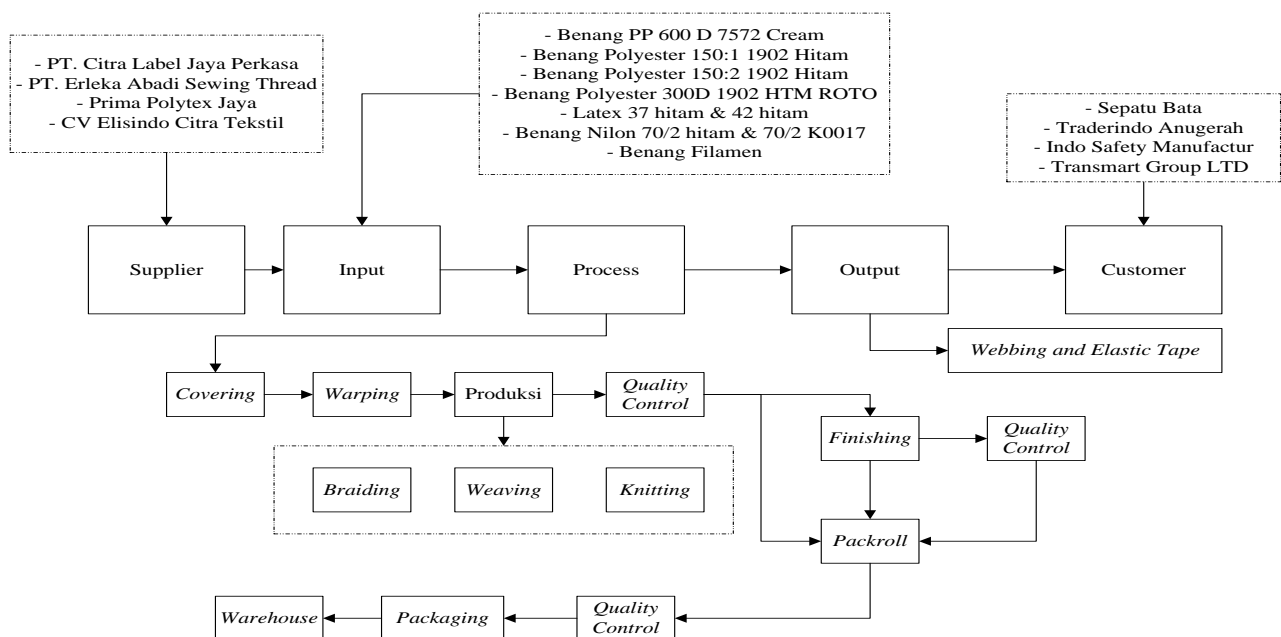 - PT. Citra Label Jaya Perkasa
- PT. Erleka Abadi Sewing Thread
- Prima Polytex Jaya
- CV Elisindo Citra Tekstil
- Benang PP 600 D 7572 Cream
- Benang Polyester 150:1 1902 Hitam
- Benang Polyester 150:2 1902 Hitam
- Benang Polyester 300D 1902 HTM ROTO
- Latex 37 hitam & 42 hitam
- Benang Nilon 70/2 hitam & 70/2 K0017
- Benang Filamen
- Sepatu Bata
- Traderindo Anugerah
- Indo Safety Manufactur
- Transmart Group LTD
Supplier
Input
Process
Output
Customer
Webbing and Elastic Tape
Covering
Warping
Produksi
Quality
Control
Finishing
Quality
Control
Braiding
Weaving
Knitting
Packroll
Warehouse
Packaging
Quality
Control